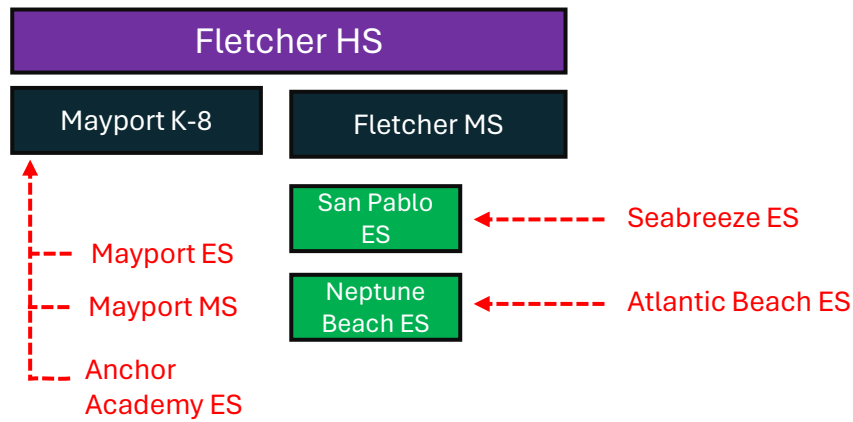 Fletcher HS
Mayport K-8
Fletcher MS
San Pablo
ES
Seabreeze ES
Mayport ES
Mayport MS
Neptune
Beach ES
Atlantic Beach ES
Anchor
Academy ES